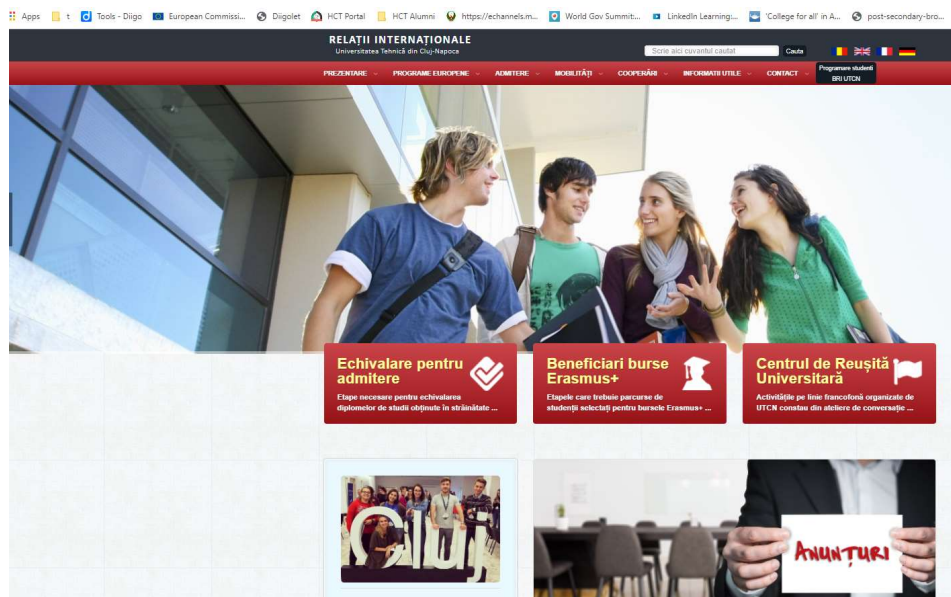 Apps t Tools - Diigo European Commissi... Diigolet HCT Portal HCT Alumni https://echannels.m... World Gov Summit:... LinkedIn Learning:... 'College for all' in A... post-secondary-bro...
RELAȚII INTERNAȚIONALE
Universitatea Tehnică din Cluj-Napoca
Scrie aici cuvantul cautat
Cauta
PREZENTARE PROGRAME EUROPENE ADMITERE MOBILITĂȚI COOPERĂRI INFORMATII UTILE CONTACT
Programare studenti
BRI UTCN
Echivalare pentru
admitere
Etape necesare pentru echivalarea
diplomelor de studii obținute în străinătate ...
Beneficiari burse
Erasmus+
Etapele care trebuie parcurse de
studenții selectați pentru bursele Erasmus+ ...
Centrul de Reușită
Universitară
Activitățile pe linie francofonă organizate de
UTCN constau din ateliere de conversație ...
Cluj
ANUNȚURI